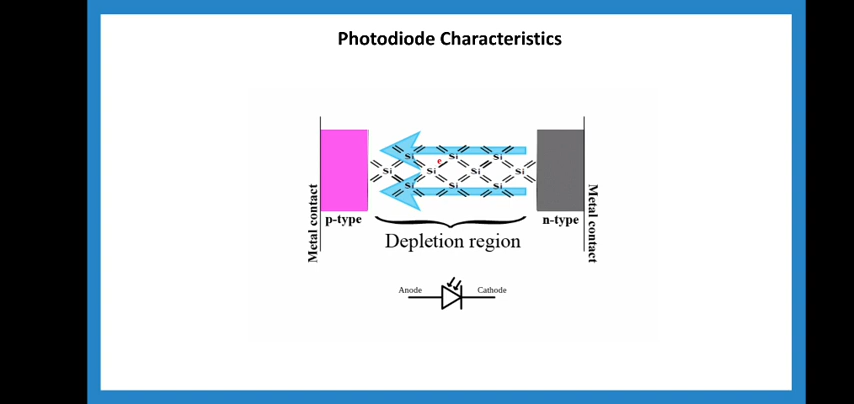 Photodiode Characteristics
Si Si Si
e
Si Si Si Si
Si Si Si
Metal contact
p-type
n-type
Metal contact
Depletion region
Anode
Cathode